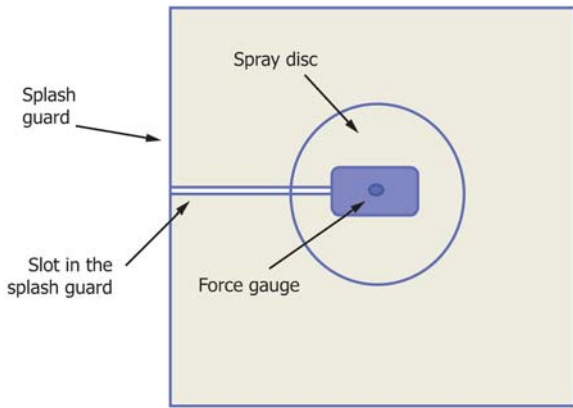 Spray disc
Splash
guard
Slot in the
splash guard
Force gauge